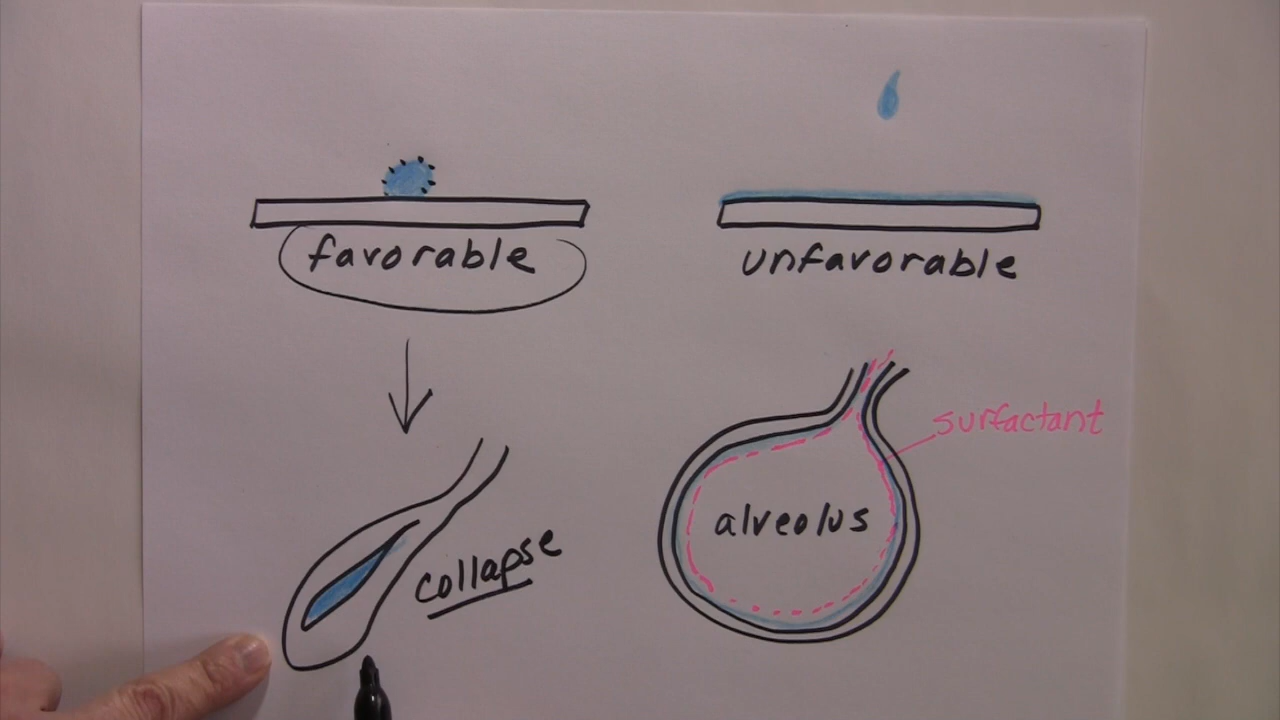 favorable
unfavorable
surfactant
alveolus
collapse